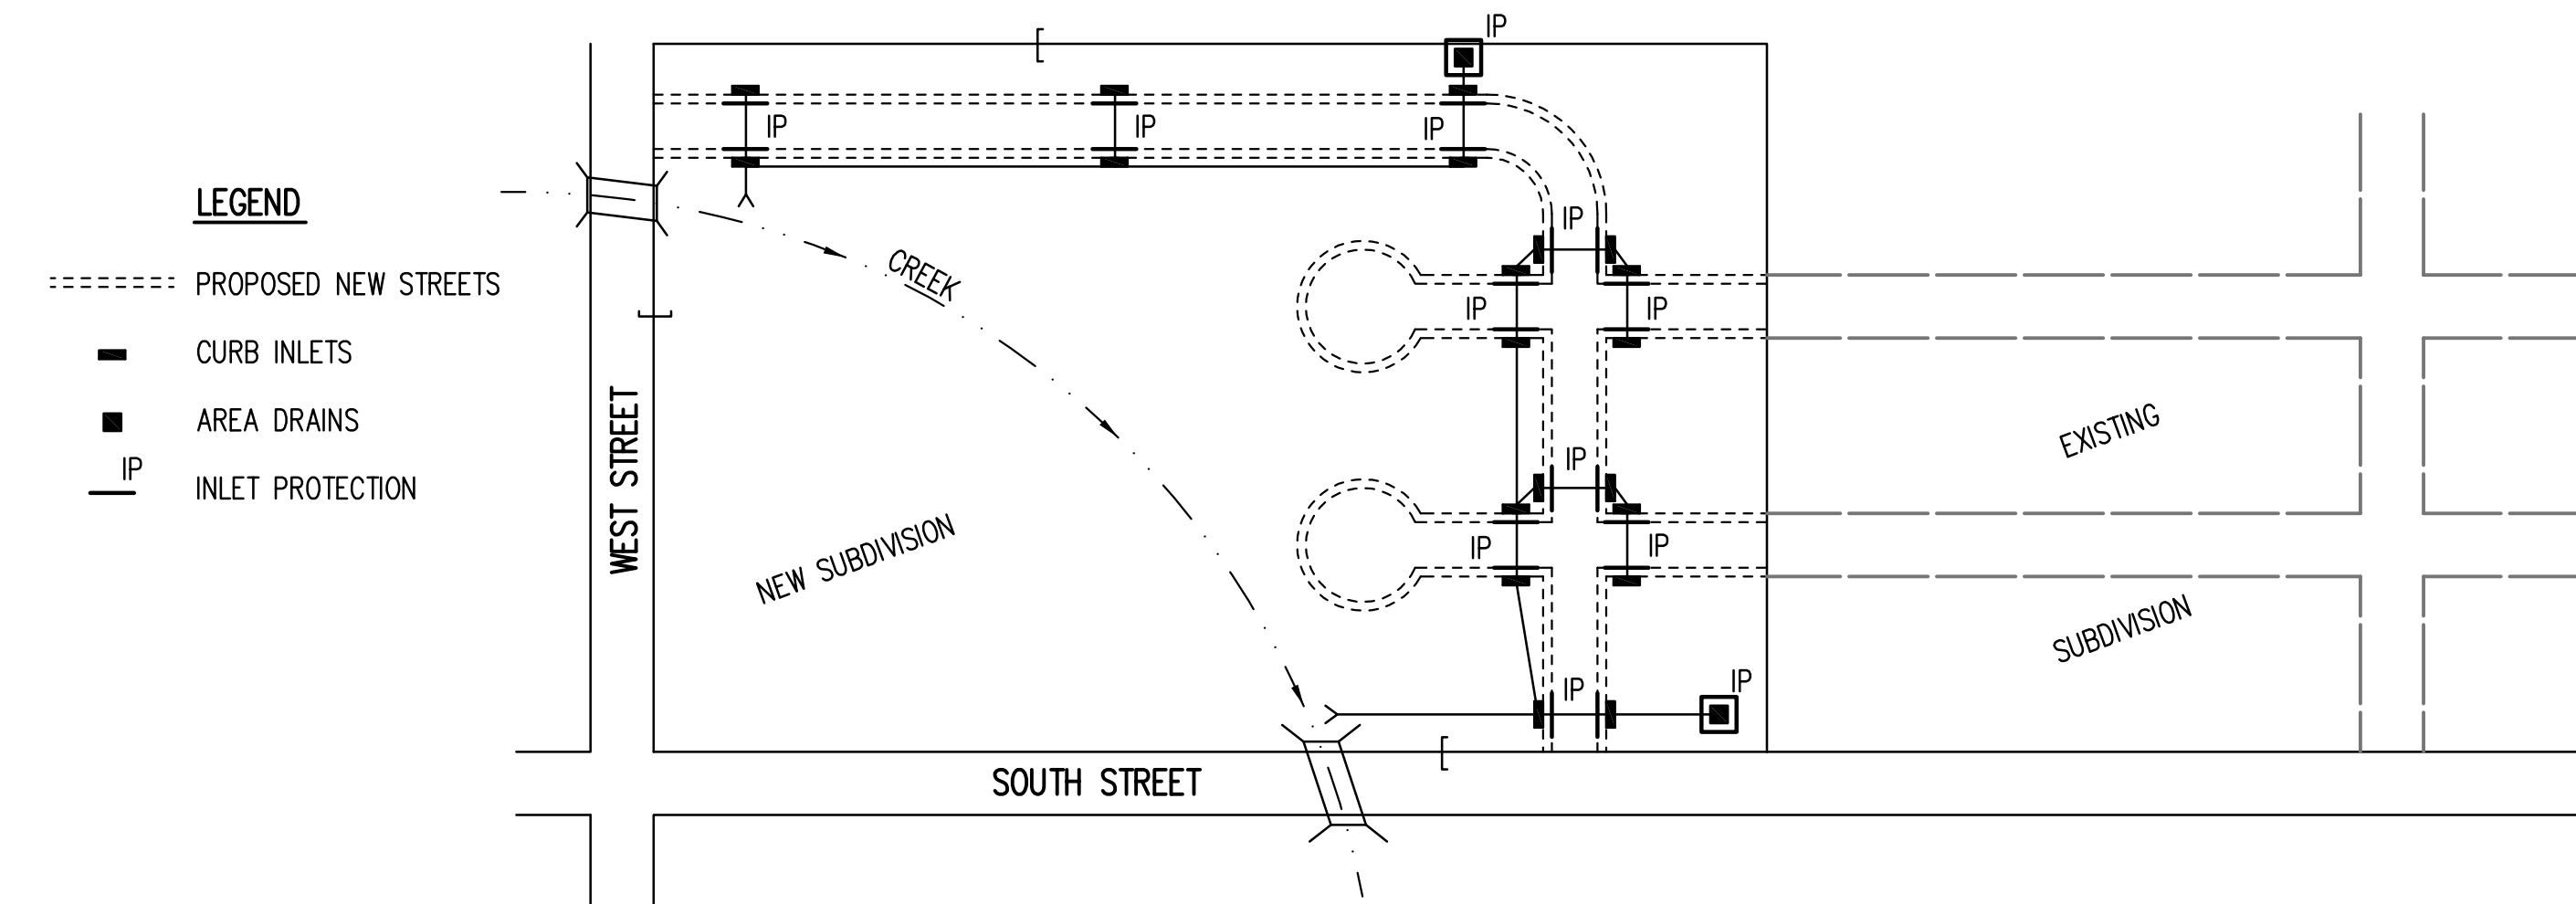 LEGEND
PROPOSED NEW STREETS
CURB INLETS
AREA DRAINS
IP
INLET PROTECTION
WEST STREET
IP
IP
IP
IP
IP
CREEK
IP
IP
NEW SUBDIVISION
IP
IP
IP
IP
IP
SOUTH STREET
EXISTING
SUBDIVISION